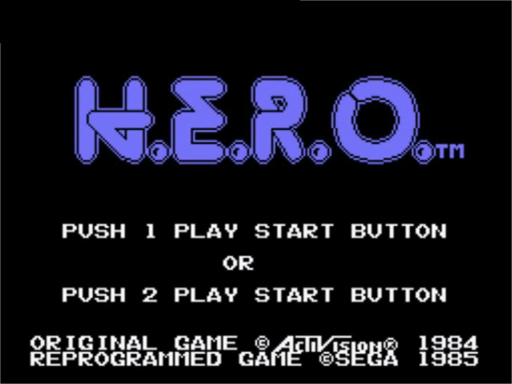 H.E.R.O.™
PUSH 1 PLAY START BUTTON
OR
PUSH 2 PLAY START BUTTON
ORIGINAL GAME © ACTIVISION® 1984
REPROGRAMMED GAME ©SEGA 1985